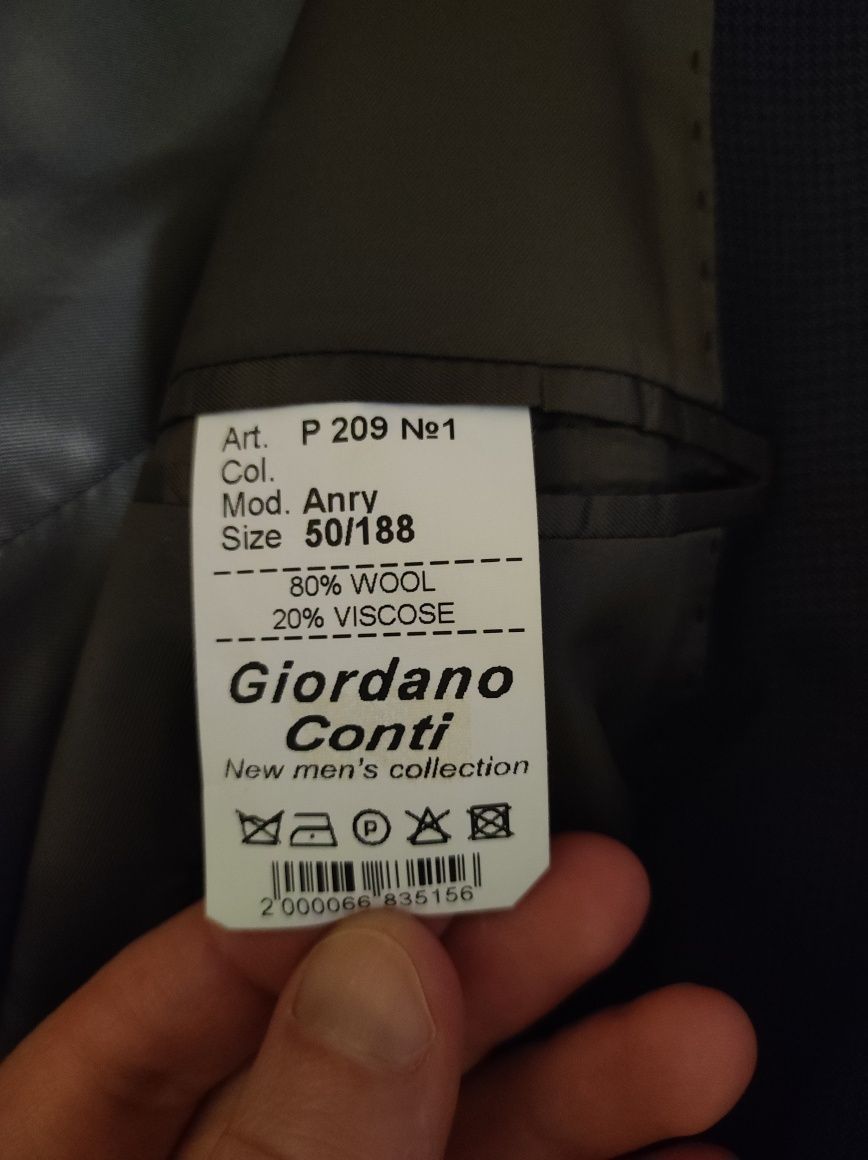 Art. P 209 №1
Col.
Mod. Anry
Size 50/188
80% WOOL
20% VISCOSE
Giordano
Conti
New men's collection
P
2 000066 835156